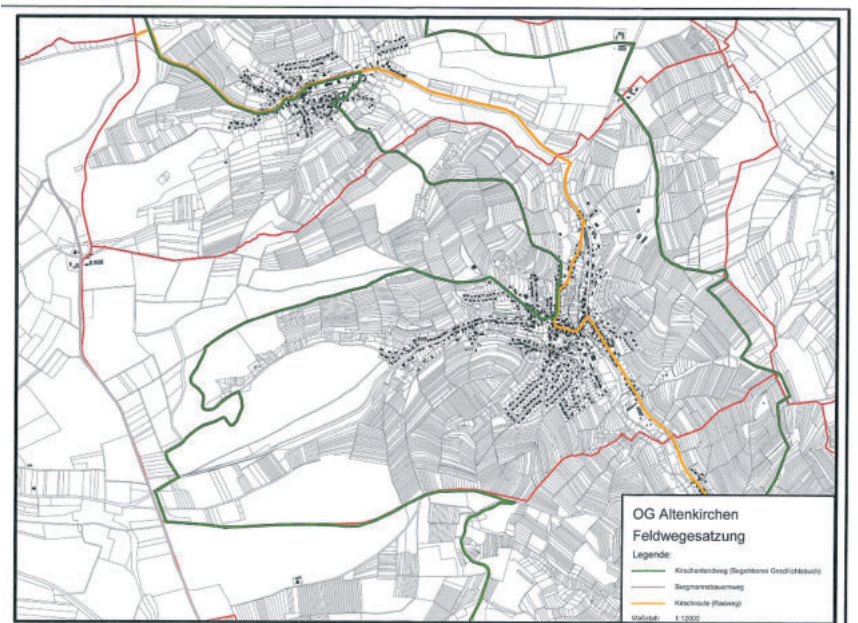 OG Altenkirchen
Feldwegesatzung
Legende:
Kirschenlandweg (Begehbares Geschichtsbuch)
Bergmannsbauernweg
Kirschroute (Radweg)
Maßstab: 1:12000